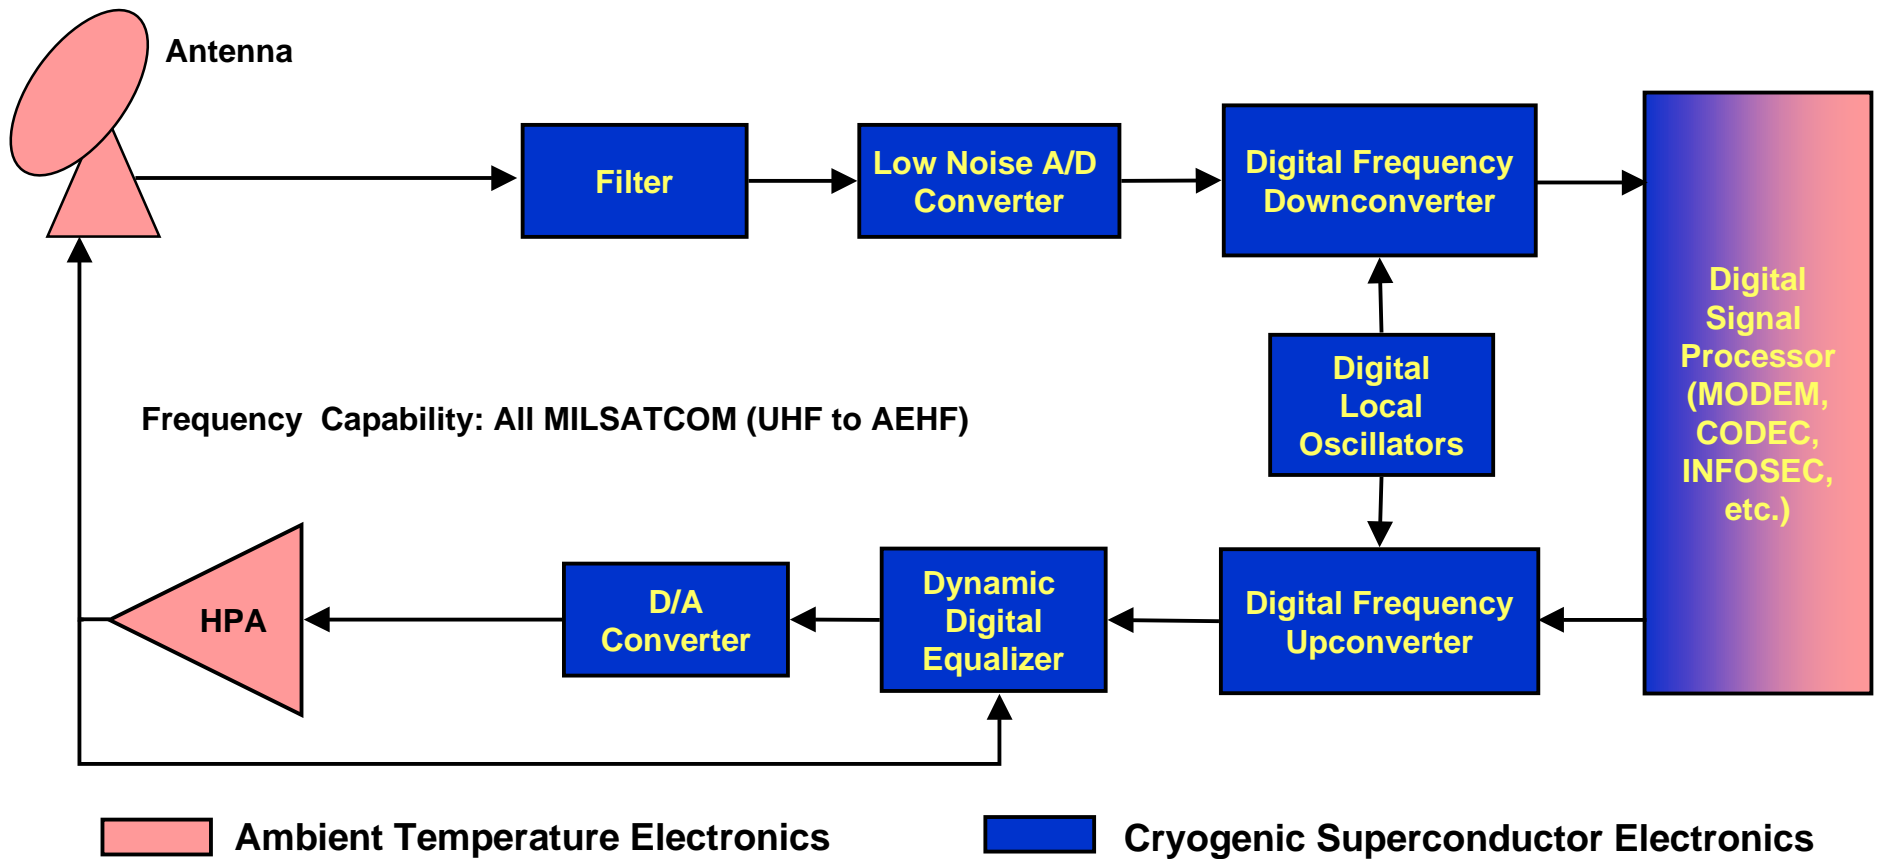 Antenna
Filter
Low Noise A/D
Converter
Digital Frequency
Downconverter
Digital
Signal
Processor
(MODEM,
CODEC,
INFOSEC,
etc.)
Digital
Local
Oscillators
Frequency Capability: All MILSATCOM (UHF to AEHF)
HPA
D/A
Converter
Dynamic
Digital
Equalizer
Digital Frequency
Upconverter
Ambient Temperature Electronics
Cryogenic Superconductor Electronics